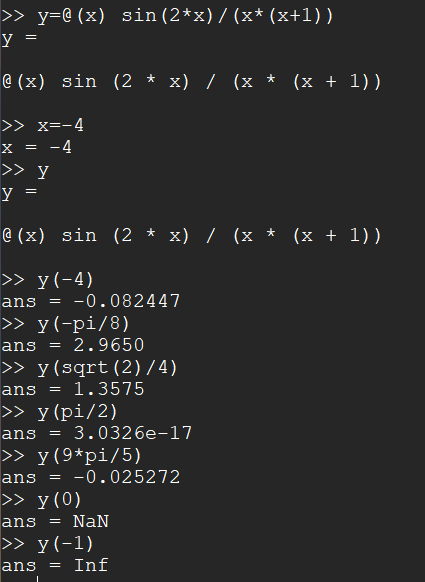 >> y=@(x) sin(2*x)/(x*(x+1))
y =
@(x) sin (2 * x) / (x * (x + 1))
>> x=-4
x = -4
>> y
y =
@(x) sin (2 * x) / (x * (x + 1))
>> y(-4)
ans = -0.082447
>> y(-pi/8)
ans = 2.9650
>> y(sqrt(2)/4)
ans = 1.3575
>> y(pi/2)
ans = 3.0326e-17
>> y(9*pi/5)
ans = -0.025272
>> y(0)
ans = NaN
>> y(-1)
ans = Inf